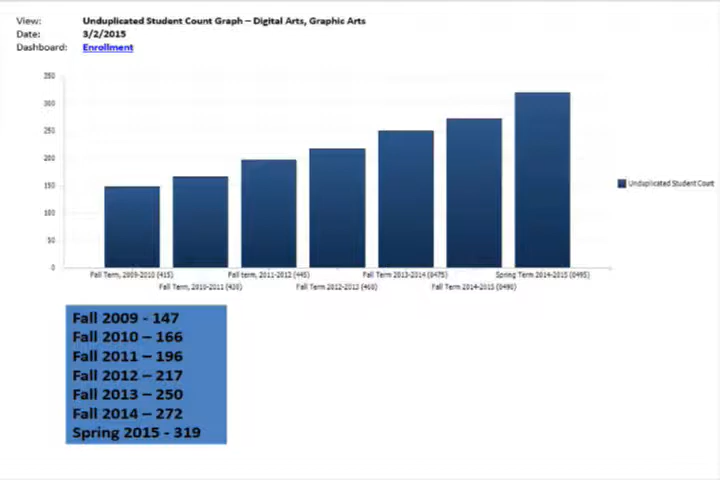 View: Unduplicated Student Count Graph – Digital Arts, Graphic Arts
Date: 3/2/2015
Dashboard: Enrollment
350
300
250
200
150
100
50
0
Unduplicated Student Count
Fall Term, 2009-2010 (415)
Fall Term, 2010-2011 (430)
Fall term, 2011-2012 (445)
Fall Term 2012-2013 (460)
Fall Term 2013-2014 (0475)
Fall Term 2014-2015 (0490)
Spring Term 2014-2015 (0495)
Fall 2009 - 147
Fall 2010 – 166
Fall 2011 – 196
Fall 2012 – 217
Fall 2013 – 250
Fall 2014 – 272
Spring 2015 - 319